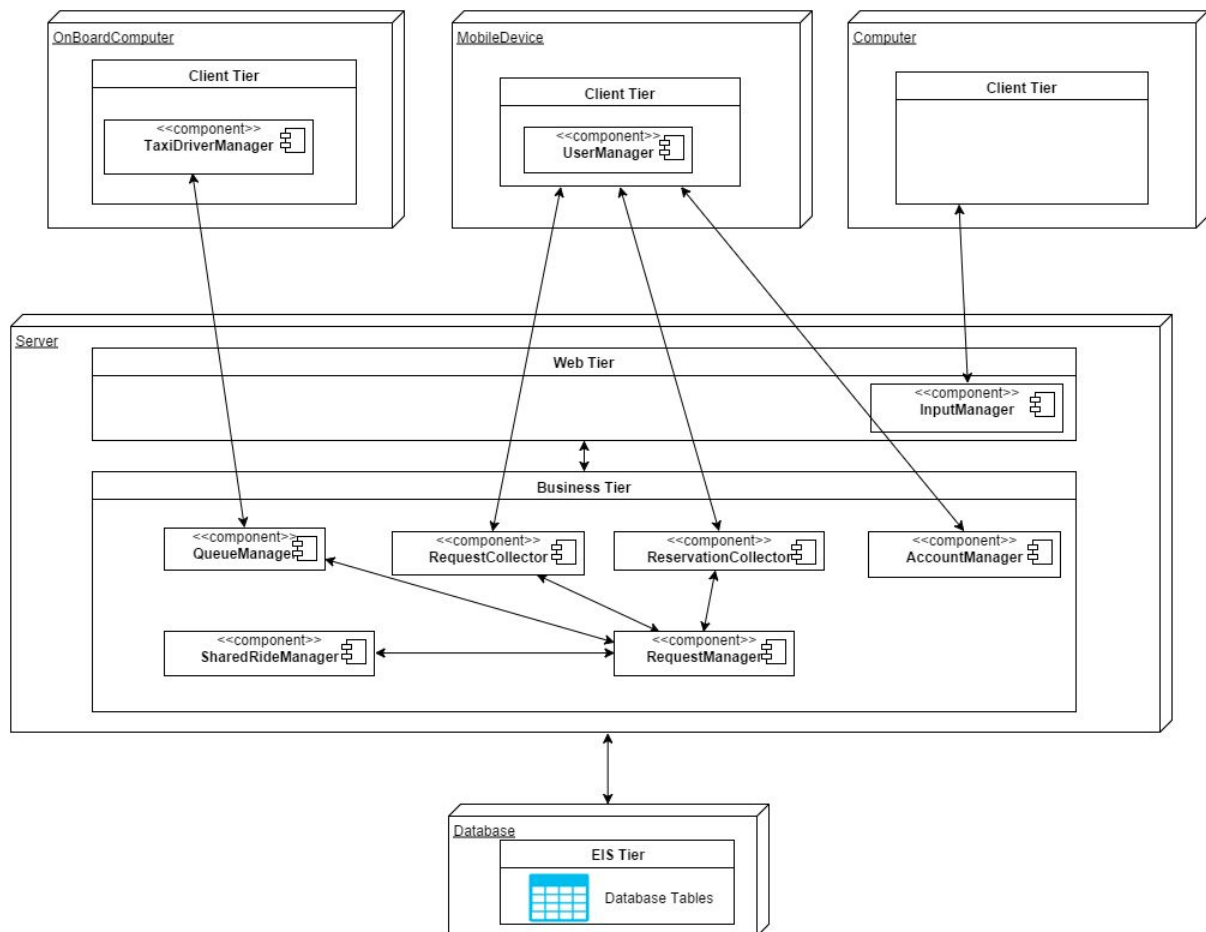 OnBoardComputer
Client Tier
<<component>>
TaxiDriverManager
MobileDevice
Client Tier
<<component>>
UserManager
Computer
Client Tier
Server
Web Tier
<<component>>
InputManager
Business Tier
<<component>>
QueueManager
<<component>>
RequestCollector
<<component>>
ReservationCollector
<<component>>
AccountManager
<<component>>
SharedRideManager
<<component>>
RequestManager
Database
EIS Tier
Database Tables